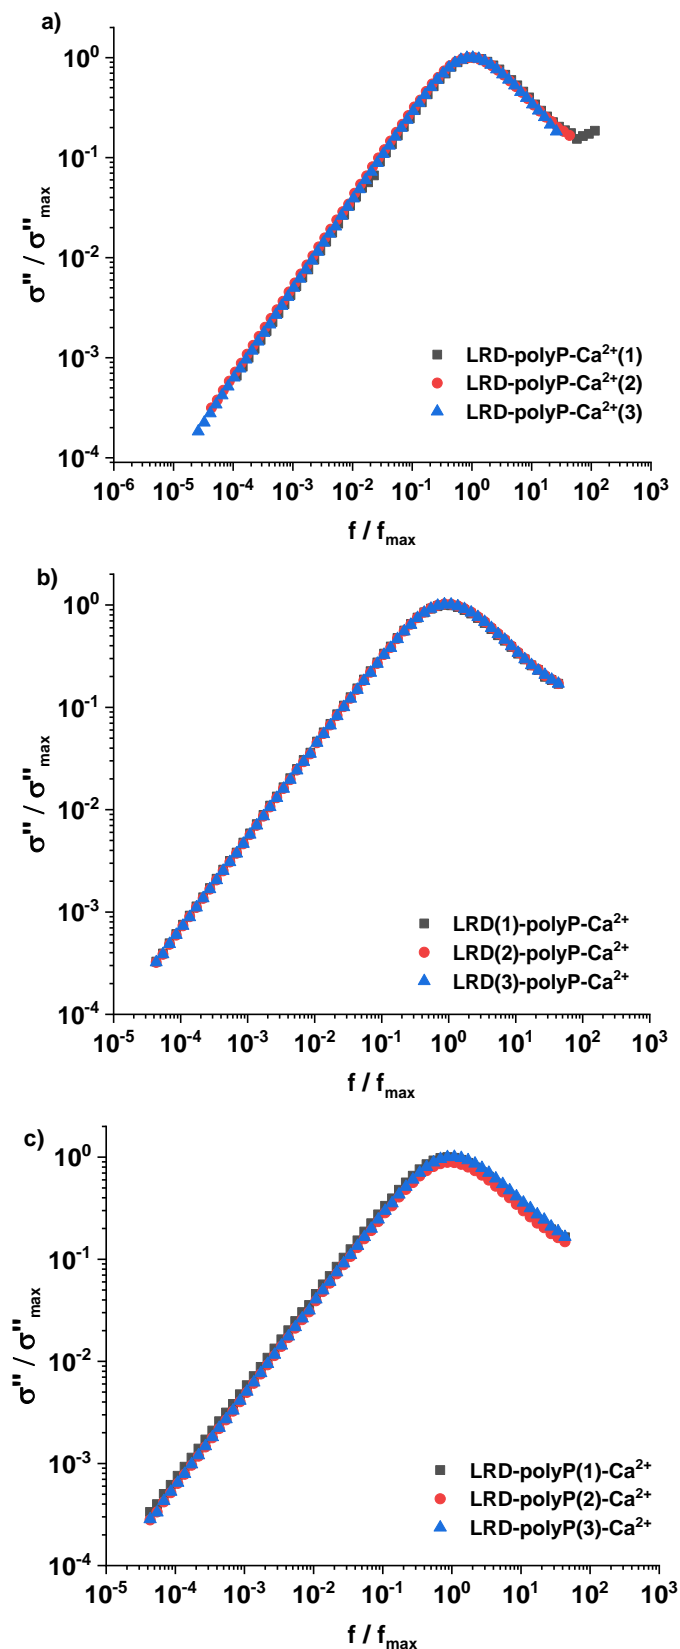 a)
10⁰
10⁻¹
10⁻²
10⁻³
10⁻⁴
σ'' / σ''max
LRD-polyP-Ca²⁺(1)
LRD-polyP-Ca²⁺(2)
LRD-polyP-Ca²⁺(3)
10⁻⁶ 10⁻⁵ 10⁻⁴ 10⁻³ 10⁻² 10⁻¹ 10⁰ 10¹ 10² 10³
f / fmax
b)
10⁰
10⁻¹
10⁻²
10⁻³
10⁻⁴
σ'' / σ''max
LRD(1)-polyP-Ca²⁺
LRD(2)-polyP-Ca²⁺
LRD(3)-polyP-Ca²⁺
10⁻⁵ 10⁻⁴ 10⁻³ 10⁻² 10⁻¹ 10⁰ 10¹ 10² 10³
f / fmax
c)
10⁰
10⁻¹
10⁻²
10⁻³
10⁻⁴
σ'' / σ''max
LRD-polyP(1)-Ca²⁺
LRD-polyP(2)-Ca²⁺
LRD-polyP(3)-Ca²⁺
10⁻⁵ 10⁻⁴ 10⁻³ 10⁻² 10⁻¹ 10⁰ 10¹ 10² 10³
f / fmax